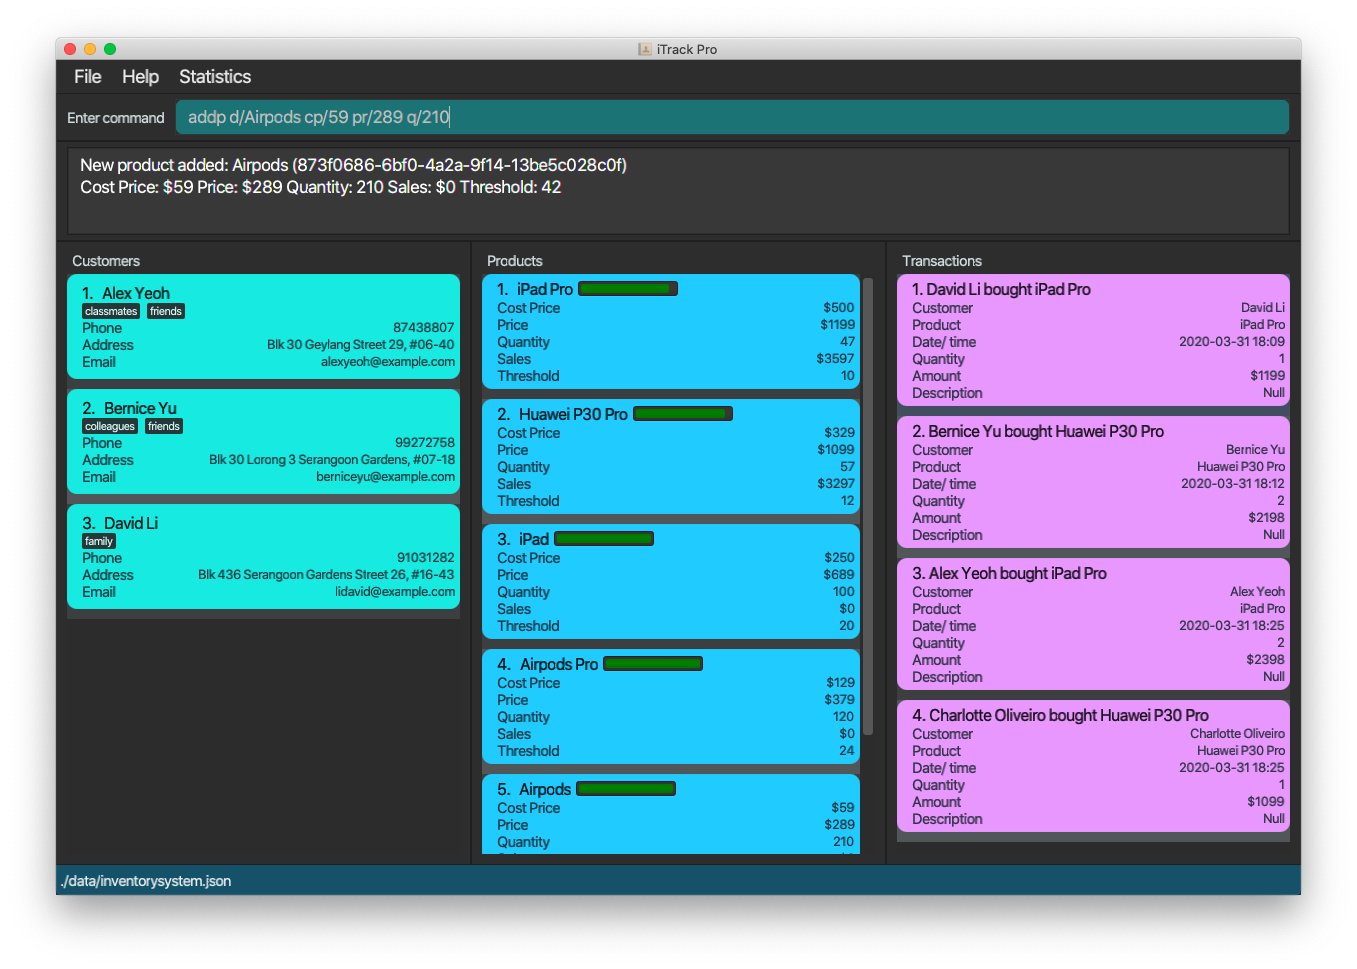 iTrack Pro
File Help Statistics
Enter command addp d/Airpods cp/59 pr/289 q/210
New product added: Airpods (873f0686-6bf0-4a2a-9f14-13be5c028c0f)
Cost Price: $59 Price: $289 Quantity: 210 Sales: $0 Threshold: 42
Customers
1. Alex Yeoh
classmates friends
Phone 87438807
Address Blk 30 Geylang Street 29, #06-40
Email alexyeoh@example.com
2. Bernice Yu
colleagues friends
Phone 99272758
Address Blk 30 Lorong 3 Serangoon Gardens, #07-18
Email berniceyu@example.com
3. David Li
family
Phone 91031282
Address Blk 436 Serangoon Gardens Street 26, #16-43
Email lidavid@example.com
Products
1. iPad Pro
Cost Price $500
Price $1199
Quantity 47
Sales $3597
Threshold 10
2. Huawei P30 Pro
Cost Price $329
Price $1099
Quantity 57
Sales $3297
Threshold 12
3. iPad
Cost Price $250
Price $689
Quantity 100
Sales $0
Threshold 20
4. Airpods Pro
Cost Price $129
Price $379
Quantity 120
Sales $0
Threshold 24
5. Airpods
Cost Price $59
Price $289
Quantity 210
Transactions
1. David Li bought iPad Pro
Customer David Li
Product iPad Pro
Date/ time 2020-03-31 18:09
Quantity 1
Amount $1199
Description Null
2. Bernice Yu bought Huawei P30 Pro
Customer Bernice Yu
Product Huawei P30 Pro
Date/ time 2020-03-31 18:12
Quantity 2
Amount $2198
Description Null
3. Alex Yeoh bought iPad Pro
Customer Alex Yeoh
Product iPad Pro
Date/ time 2020-03-31 18:25
Quantity 2
Amount $2398
Description Null
4. Charlotte Oliveiro bought Huawei P30 Pro
Customer Charlotte Oliveiro
Product Huawei P30 Pro
Date/ time 2020-03-31 18:25
Quantity 1
Amount $1099
Description Null
./data/inventorysystem.json